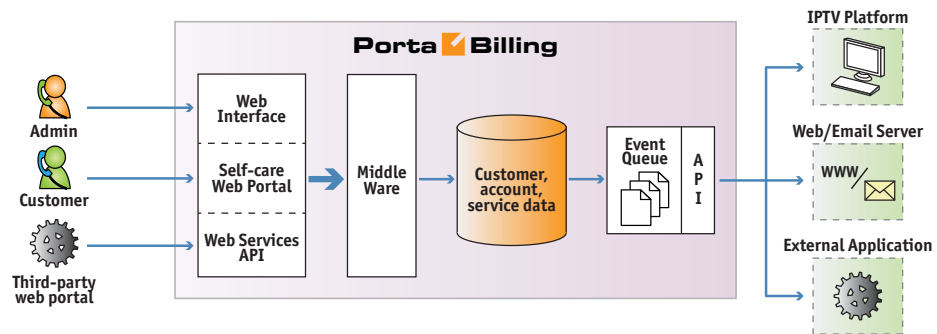 Porta Billing
Admin
Customer
Third-party
web portal
Web
Interface
Self-care
Web Portal
Web Services
API
Middle
Ware
Customer,
account,
service data
Event
Queue
A
P
I
IPTV Platform
Web/Email Server
WWW/
External Application